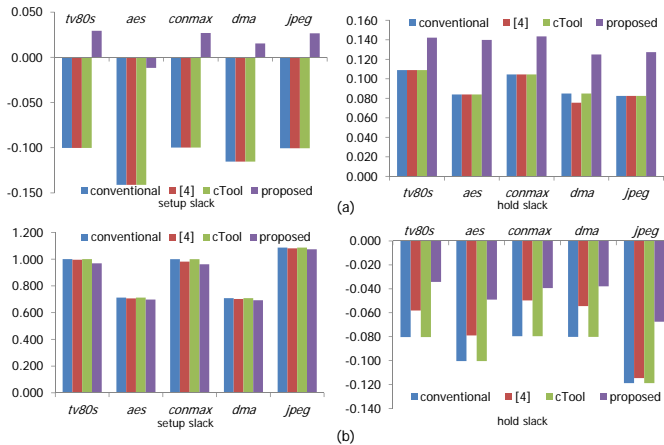 0.050
0.000
-0.050
-0.100
-0.150
tv80s aes conmax dma jpeg
conventional [4] cTool proposed
setup slack
conventional [4] cTool proposed
0.160
0.140
0.120
0.100
0.080
0.060
0.040
0.020
0.000
tv80s aes conmax dma jpeg
hold slack
(a)
1.200
1.000
0.800
0.600
0.400
0.200
0.000
conventional [4] cTool proposed
tv80s aes conmax dma jpeg
setup slack
0.000
-0.020
-0.040
-0.060
-0.080
-0.100
-0.120
-0.140
tv80s aes conmax dma jpeg
conventional [4] cTool proposed
hold slack
(b)